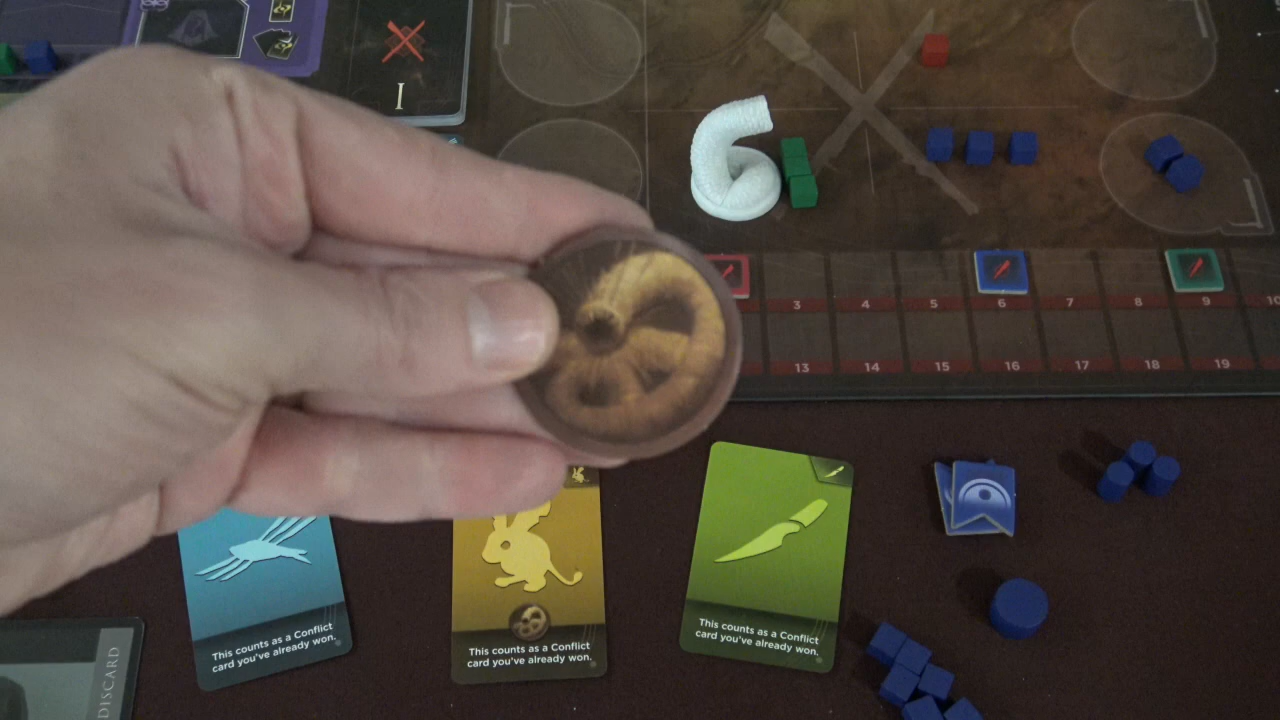 I
3 4 5 6 7 8 9 10
13 14 15 16 17 18 19
This counts as a Conflict
card you've already won.
This counts as a Conflict
card you've already won.
This counts as a Conflict
card you've already won.
DISCARD